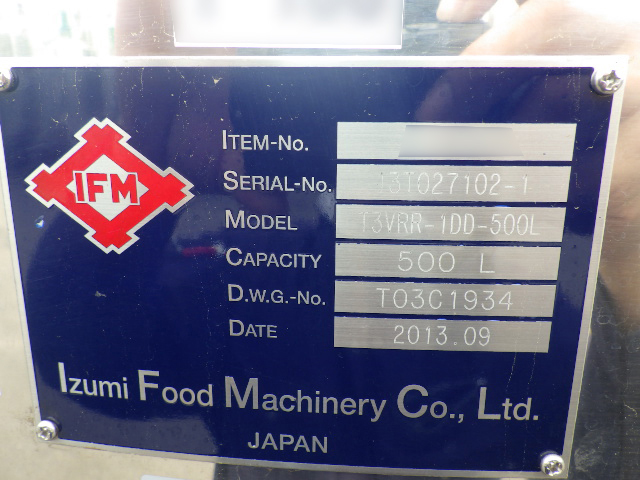 IFM
ITEM-No.
SERIAL-No. 13T027102-1
MODEL T3VRR-1DD-500L
CAPACITY 500 L
D.W.G.-No. T03C1934
DATE 2013.09
Izumi Food Machinery Co., Ltd.
JAPAN